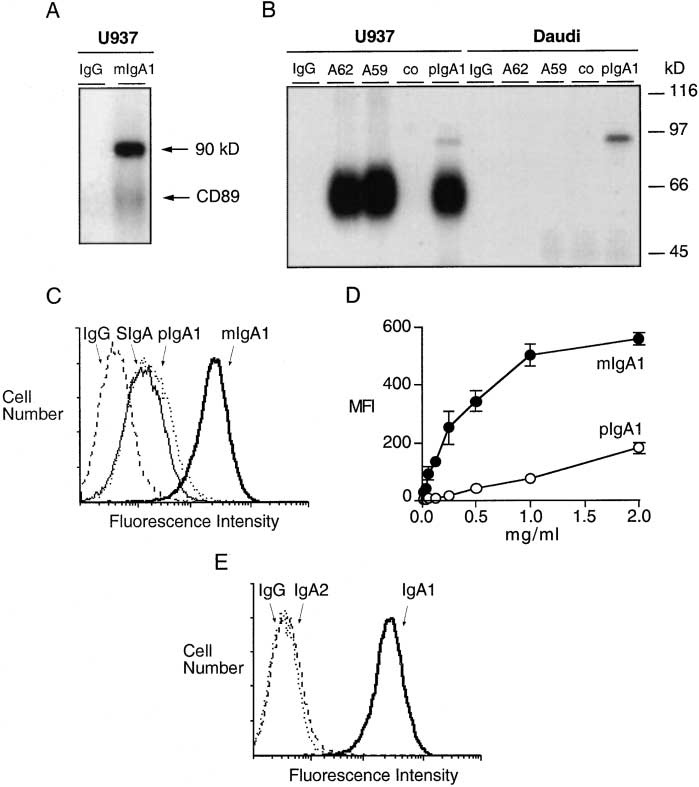 A
U937
IgG mIgA1
90 kD
CD89
B
U937 Daudi
IgG A62 A59 co pIgA1 IgG A62 A59 co pIgA1 kD
116
97
66
45
C
IgG SIgA pIgA1 mIgA1
Cell
Number
Fluorescence Intensity
D
600
400
200
0
MFI
mIgA1
pIgA1
0.0 0.5 1.0 1.5 2.0
mg/ml
E
IgG IgA2 IgA1
Cell
Number
Fluorescence Intensity